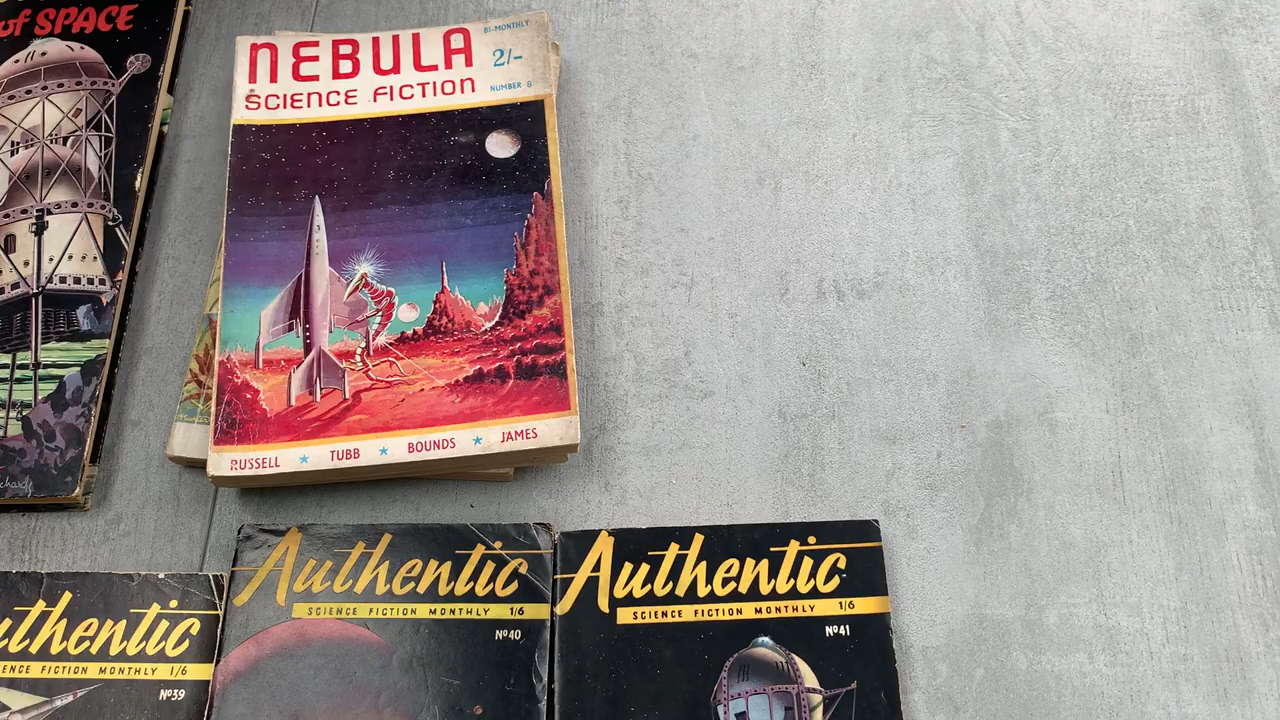 of SPACE
NEBULA
SCIENCE FICTION
BI-MONTHLY
2/-
NUMBER 8
RUSSELL ★ TUBB ★ BOUNDS ★ JAMES
Authentic
SCIENCE FICTION MONTHLY 1/6
Nº39
Authentic
SCIENCE FICTION MONTHLY 1/6
Nº40
Authentic
SCIENCE FICTION MONTHLY 1/6
Nº41